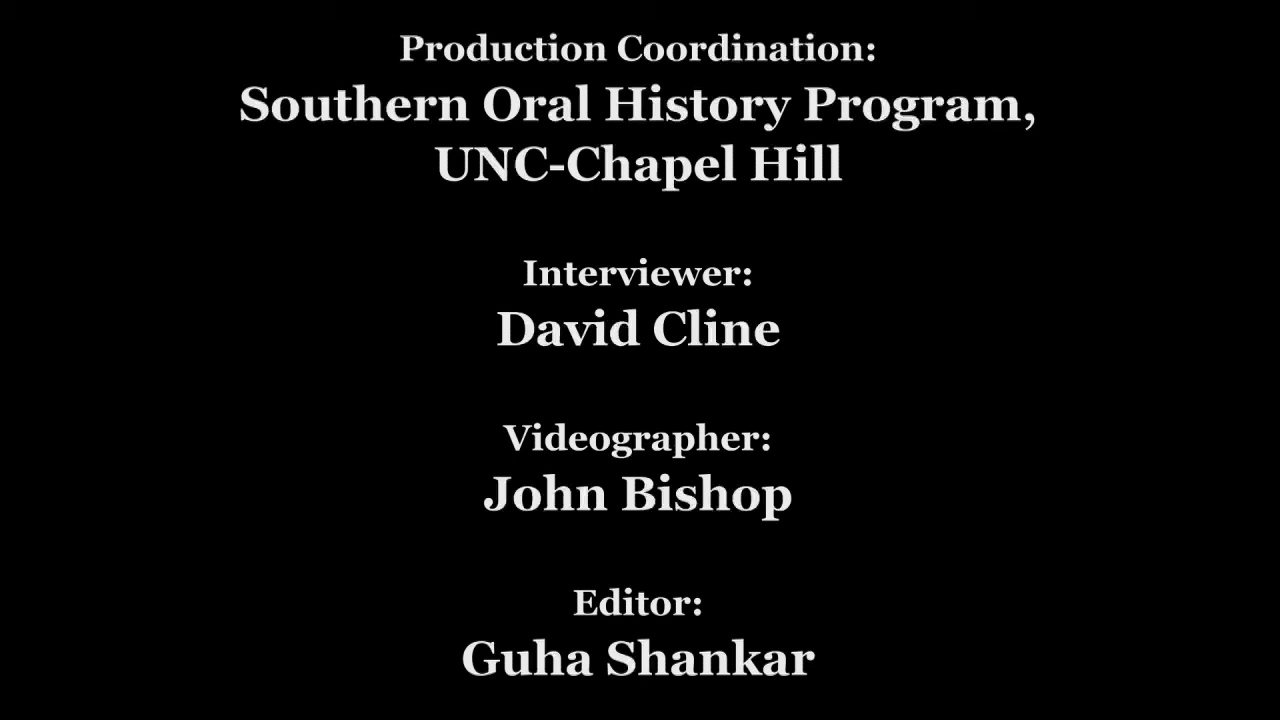 Production Coordination:
Southern Oral History Program,
UNC-Chapel Hill
Interviewer:
David Cline
Videographer:
John Bishop
Editor:
Guha Shankar